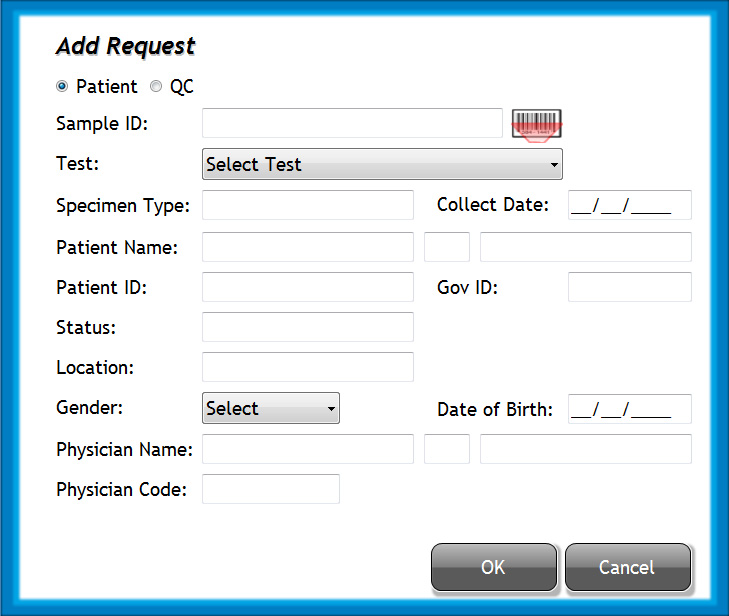 Add Request
Patient QC
Sample ID:
Test: Select Test
Specimen Type: Collect Date: __/__/____
Patient Name:
Patient ID: Gov ID:
Status:
Location:
Gender: Select Date of Birth: __/__/____
Physician Name:
Physician Code:
OK Cancel